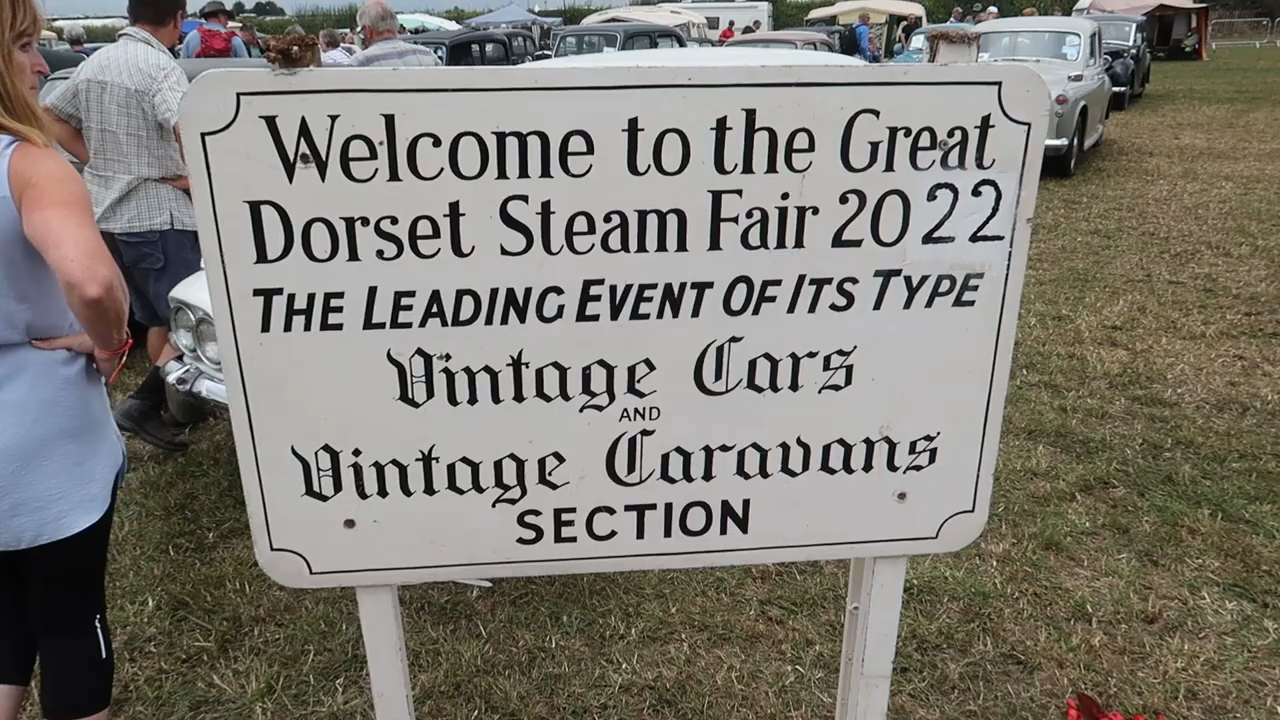 Welcome to the Great
Dorset Steam Fair 2022
THE LEADING EVENT OF ITS TYPE
Vintage Cars
AND
Vintage Caravans
SECTION